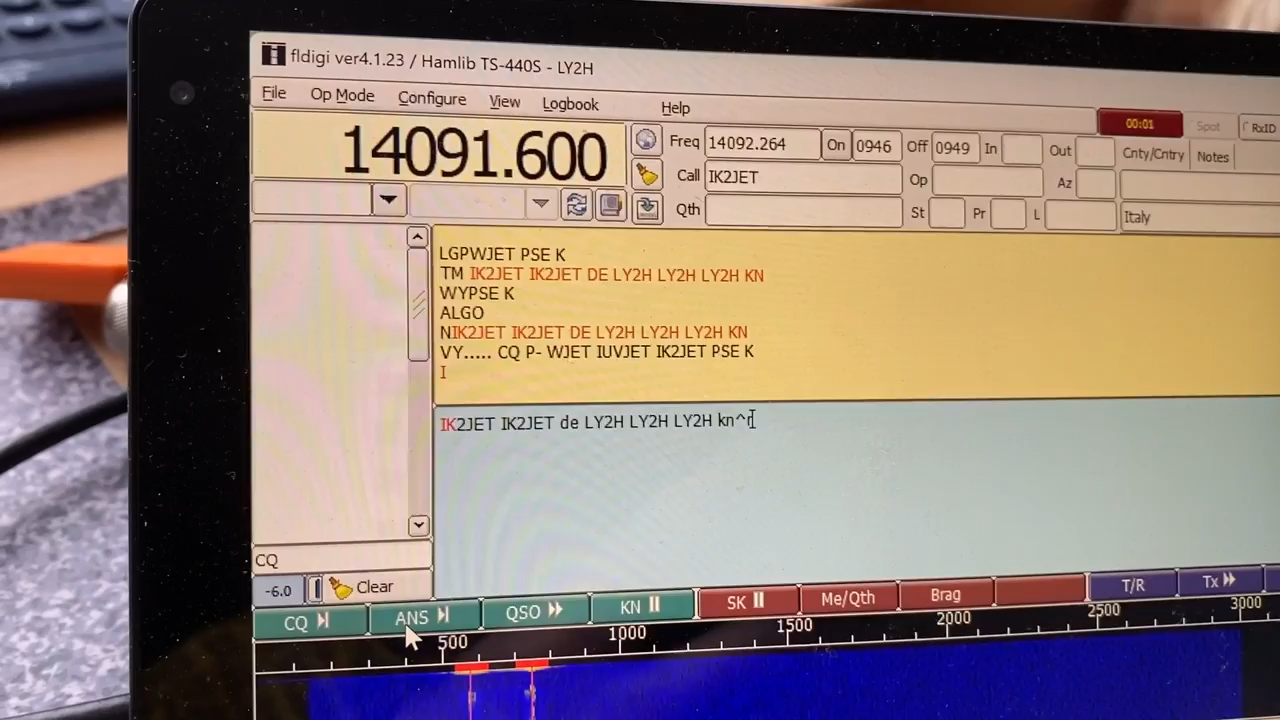 fldigi ver4.1.23 / Hamlib TS-440S - LY2H
File Op Mode Configure View Logbook Help
14091.600
Freq 14092.264 On 0946 Off 0949 In Out
00:01 Spot RxID
Call IK2JET Op Az
Cnty/Cntry Notes
Qth St Pr L Italy
LGPWJET PSE K
TM IK2JET IK2JET DE LY2H LY2H LY2H KN
WYPSE K
ALGO
NIK2JET IK2JET DE LY2H LY2H LY2H KN
VY..... CQ P- WJET IUVJET IK2JET PSE K
I
IK2JET IK2JET de LY2H LY2H LY2H kn^r
CQ
-6.0 Clear
CQ ANS QSO KN SK Me/Qth Brag T/R Tx
500 1000 1500 2000 2500 3000